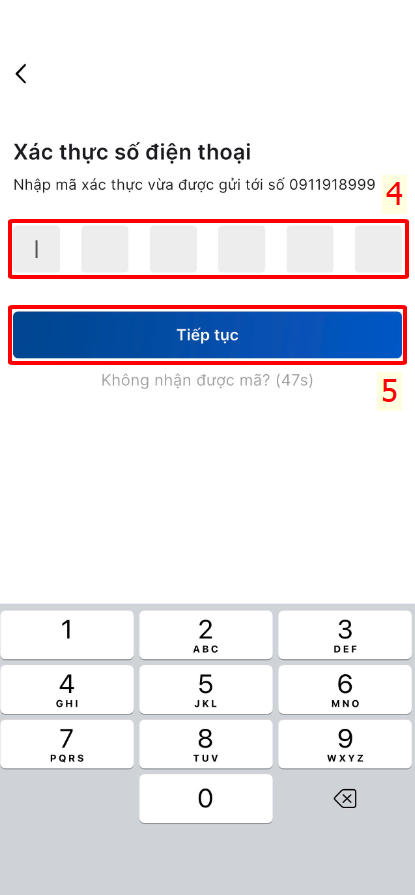 Xác thực số điện thoại
Nhập mã xác thực vừa được gửi tới số 0911918999
4
Tiếp tục
Không nhận được mã? (47s)
5
1
2
ABC
3
DEF
4
GHI
5
JKL
6
MNO
7
PQRS
8
TUV
9
WXYZ
0